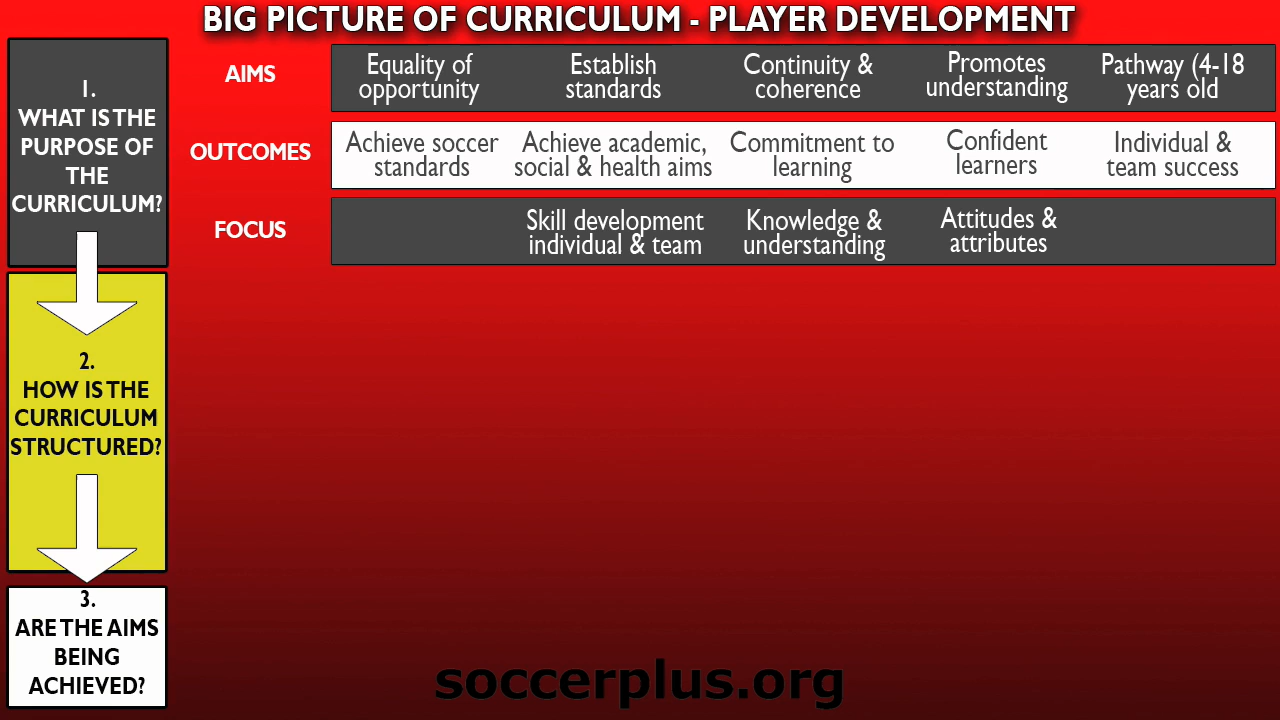 BIG PICTURE OF CURRICULUM - PLAYER DEVELOPMENT
1.
WHAT IS THE
PURPOSE OF
THE
CURRICULUM?
AIMS
Equality of
opportunity
Establish
standards
Continuity &
coherence
Promotes
understanding
Pathway (4-18
years old
OUTCOMES
Achieve soccer
standards
Achieve academic,
social & health aims
Commitment to
learning
Confident
learners
Individual &
team success
FOCUS
Skill development
individual & team
Knowledge &
understanding
Attitudes &
attributes
2.
HOW IS THE
CURRICULUM
STRUCTURED?
3.
ARE THE AIMS
BEING
ACHIEVED?
soccerplus.org